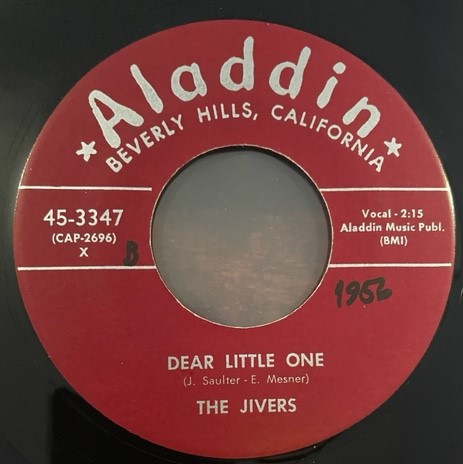 ★ Aladdin ★
BEVERLY HILLS, CALIFORNIA
45-3347
(CAP-2696)
X
B
Vocal - 2:15
Aladdin Music Publ.
(BMI)
1956
DEAR LITTLE ONE
(J. Saulter - E. Mesner)
THE JIVERS